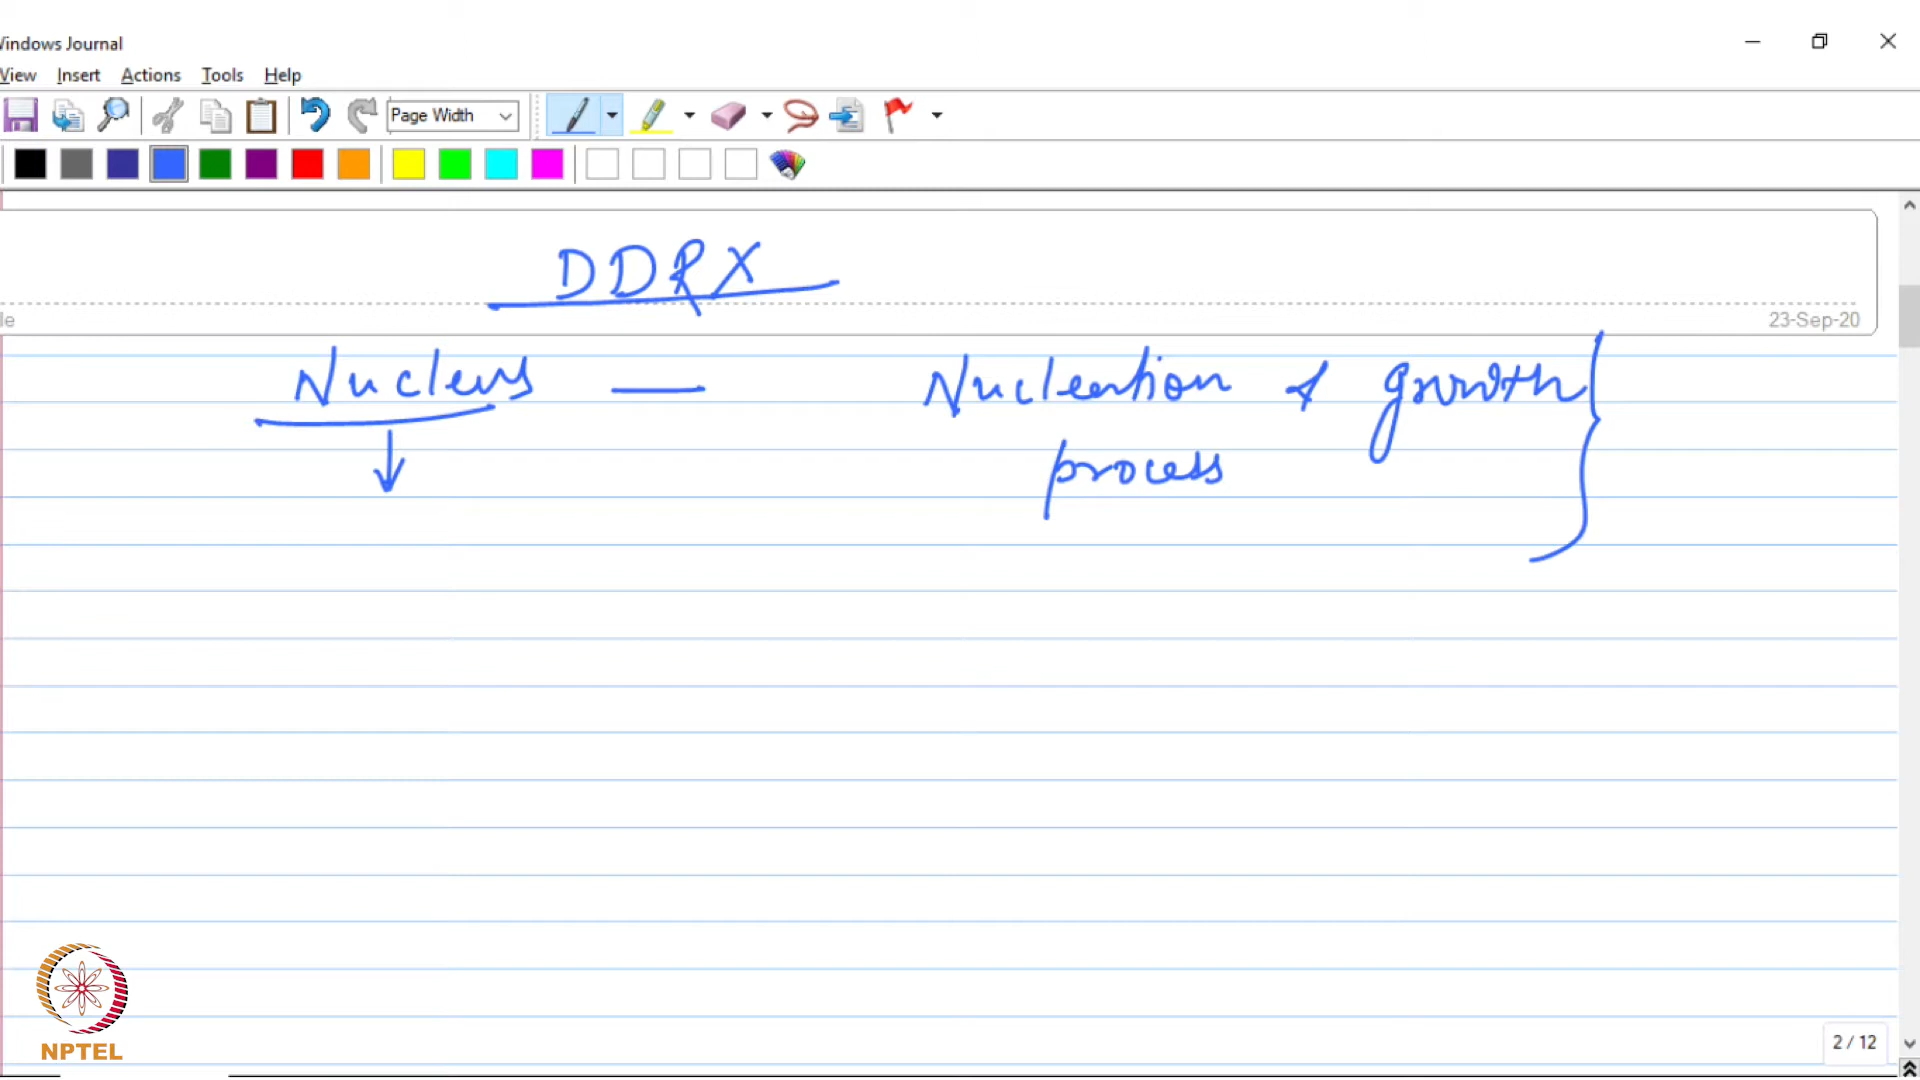 Windows Journal
View Insert Actions Tools Help
Page Width
DDRX
le
23-Sep-20
Nucleus — Nucleation & growth
process
NPTEL
2 / 12